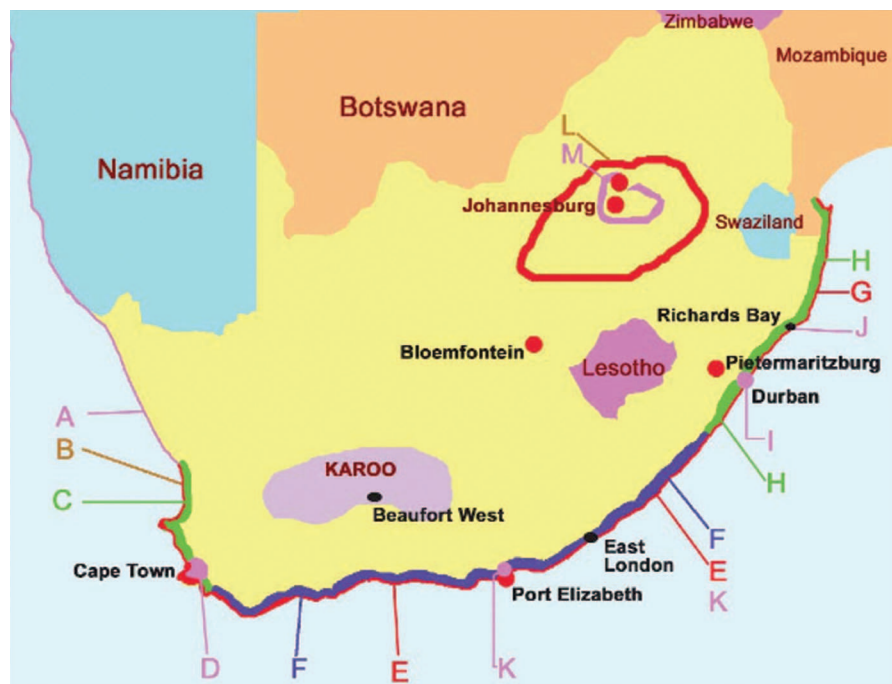 Zimbabwe
Mozambique
Botswana
Namibia
L
M
Johannesburg
Swaziland
H
G
Richards Bay
J
Bloemfontein
Lesotho
Pietermaritzburg
Durban
A
B
C
KAROO
I
H
Beaufort West
F
East
London
E
K
Cape Town
Port Elizabeth
D
F
E
K